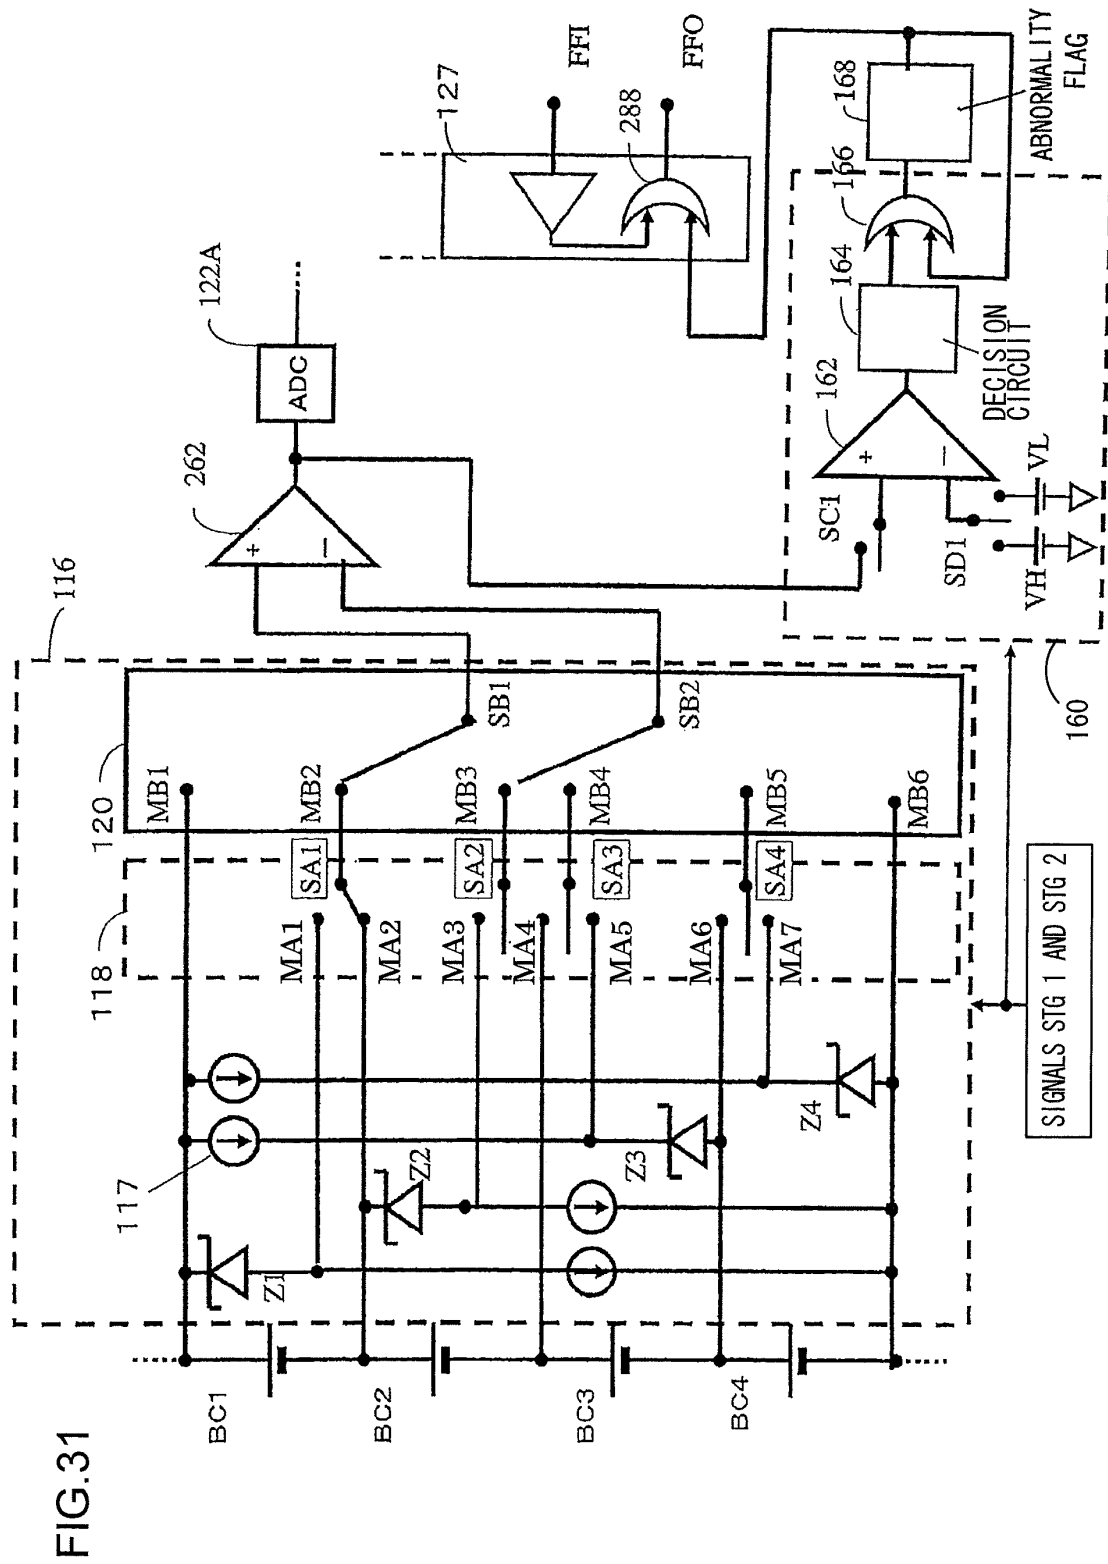 FIG.31
BC1
BC2
BC3
BC4
117
Z1
Z2
Z3
Z4
118
MA1
MA2
MA3
MA4
MA5
MA6
MA7
SA1
SA2
SA3
SA4
120
MB1
MB2
MB3
MB4
MB5
MB6
SB1
SB2
116
SIGNALS STG 1 AND STG 2
262
+
−
ADC
122A
160
SC1
SD1
VH
VL
162
+
−
164
DECISION
CIRCUIT
166
168
ABNORMALITY
FLAG
127
288
FFI
FFO